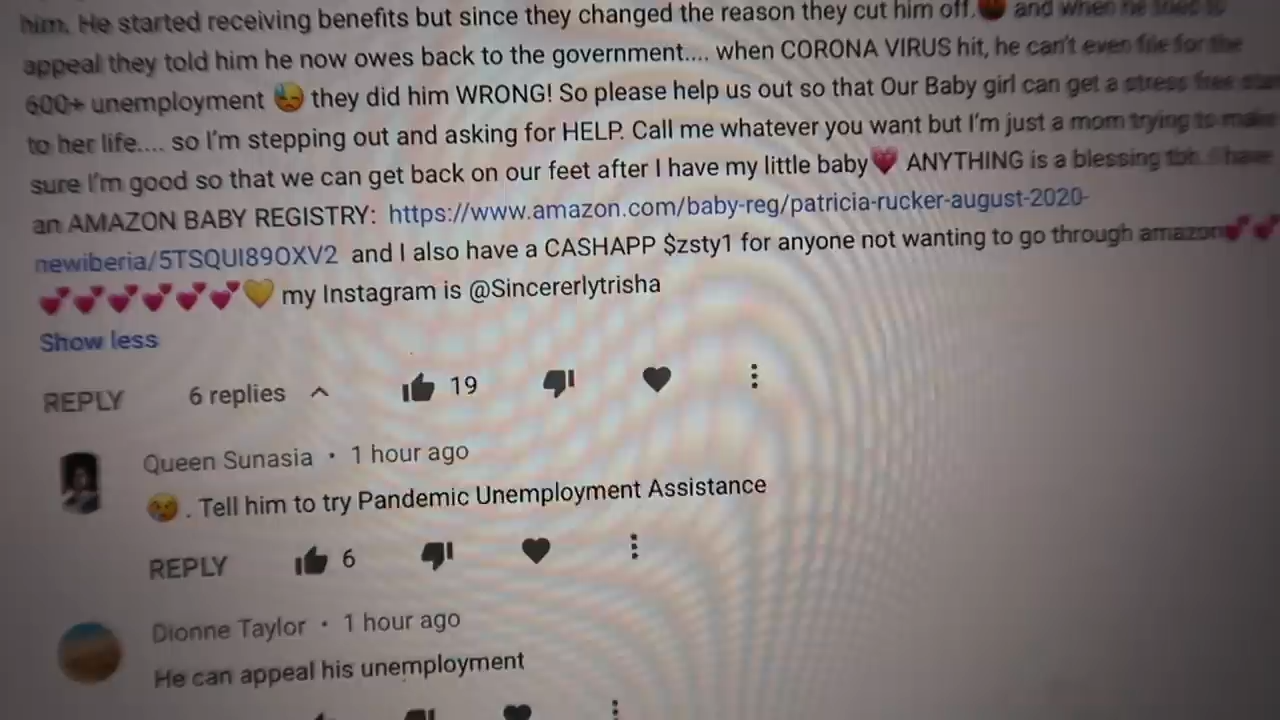 him. He started receiving benefits but since they changed the reason they cut him off.😡 and when he tried to
appeal they told him he now owes back to the government.... when CORONA VIRUS hit, he can't even file for the
600+ unemployment 😓 they did him WRONG! So please help us out so that Our Baby girl can get a stress free start
to her life.... so I'm stepping out and asking for HELP. Call me whatever you want but I'm just a mom trying to make
sure I'm good so that we can get back on our feet after I have my little baby💗 ANYTHING is a blessing tbh. I have
an AMAZON BABY REGISTRY: https://www.amazon.com/baby-reg/patricia-rucker-august-2020-
newiberia/5TSQUI89OXV2 and I also have a CASHAPP $zsty1 for anyone not wanting to go through amazon💕💕
💕💕💕💕💕💕💛 my Instagram is @Sincererlytrisha
Show less
REPLY 6 replies 19
Queen Sunasia • 1 hour ago
😢 . Tell him to try Pandemic Unemployment Assistance
REPLY 6
Dionne Taylor • 1 hour ago
He can appeal his unemployment